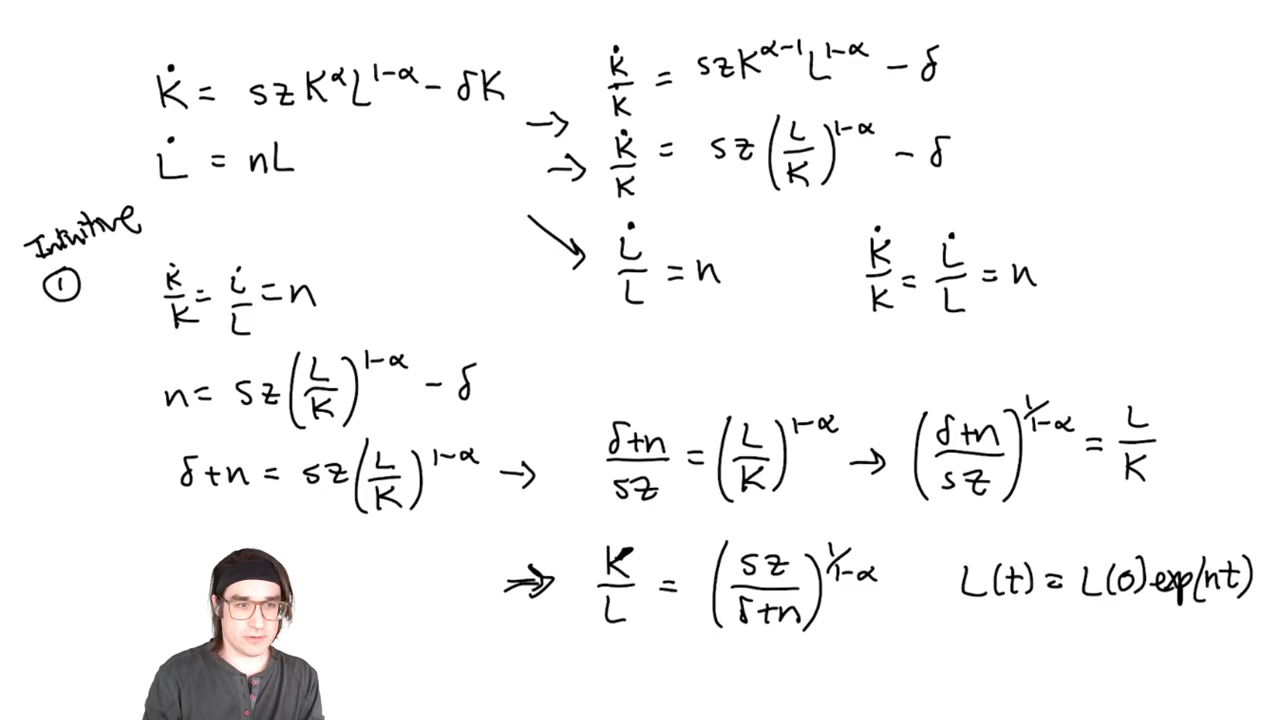 K̇ = szK^αL^{1-α} - δK
L̇ = nL
→ K̇/K = szK^{α-1}L^{1-α} - δ
→ K̇/K = sz(L/K)^{1-α} - δ
↘ L̇/L = n
K̇/K = L̇/L = n
Intuitive
①
K̇/K = L̇/L = n
n = sz(L/K)^{1-α} - δ
δ+n = sz(L/K)^{1-α} → (δ+n)/(sz) = (L/K)^{1-α} → ((δ+n)/(sz))^{1/1-α} = L/K
⇒ K/L = (sz/(δ+n))^{1/1-α}
L(t) = L(0)exp(nt)